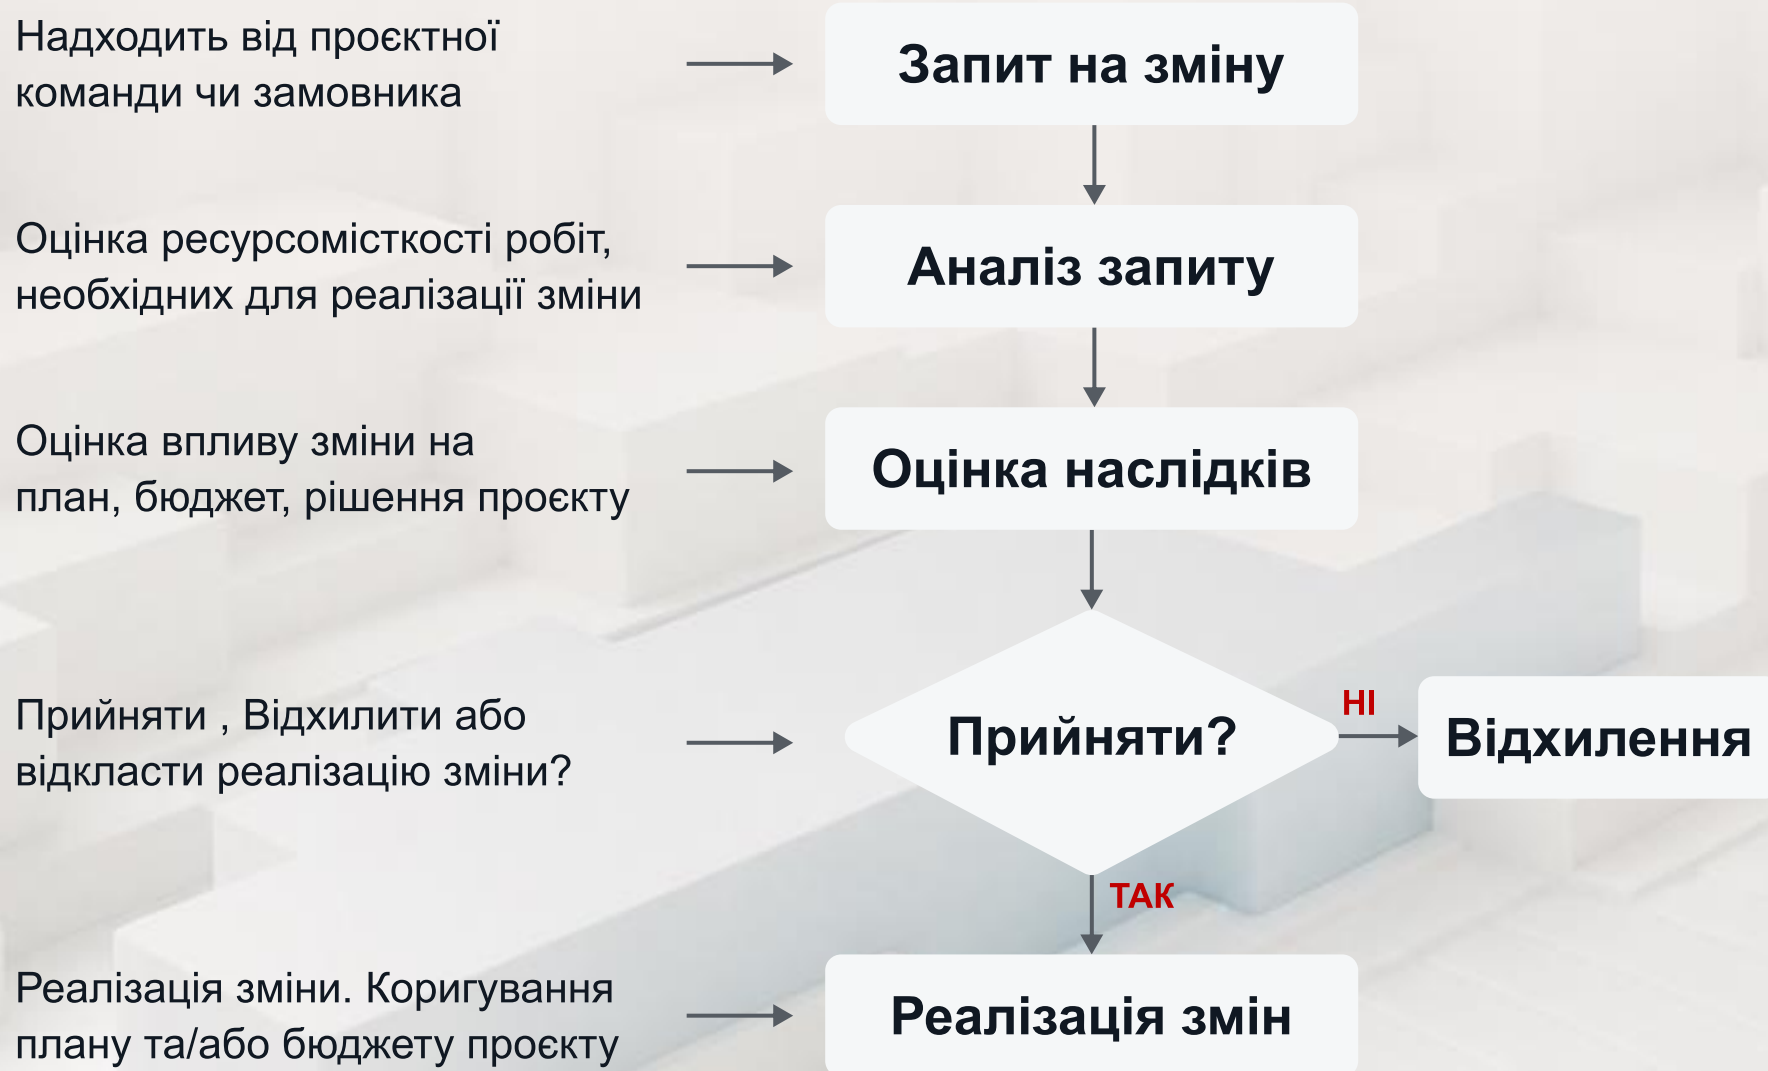 Надходить від проєктної
команди чи замовника
Запит на зміну
Оцінка ресурсомісткості робіт,
необхідних для реалізації зміни
Аналіз запиту
Оцінка впливу зміни на
план, бюджет, рішення проєкту
Оцінка наслідків
Прийняти , Відхилити або
відкласти реалізацію зміни?
Прийняти?
НІ
Відхилення
ТАК
Реалізація зміни. Коригування
плану та/або бюджету проєкту
Реалізація змін